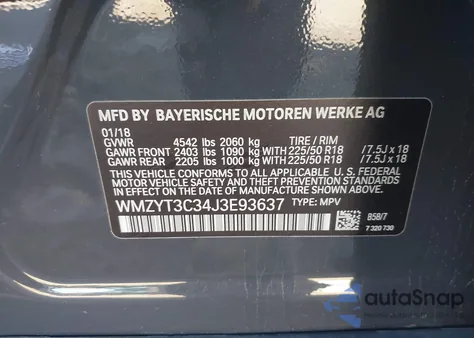 MFD BY BAYERISCHE MOTOREN WERKE AG
01/18
GVWR 4542 lbs 2060 kg TIRE / RIM
GAWR FRONT 2403 lbs 1090 kg WITH 225/50 R18 /7.5J x 18
GAWR REAR 2205 lbs 1000 kg WITH 225/50 R18 /7.5J x 18
THIS VEHICLE CONFORMS TO ALL APPLICABLE FEDERAL MOTOR
VEHICLE SAFETY AND THEFT PREVENTION STANDARDS IN
EFFECT ON THE DATE OF MANUFACTURE SHOWN ABOVE.
WMZYT3C34J3E93637 TYPE: MPV
B58/7
7 320 730
autoSnap